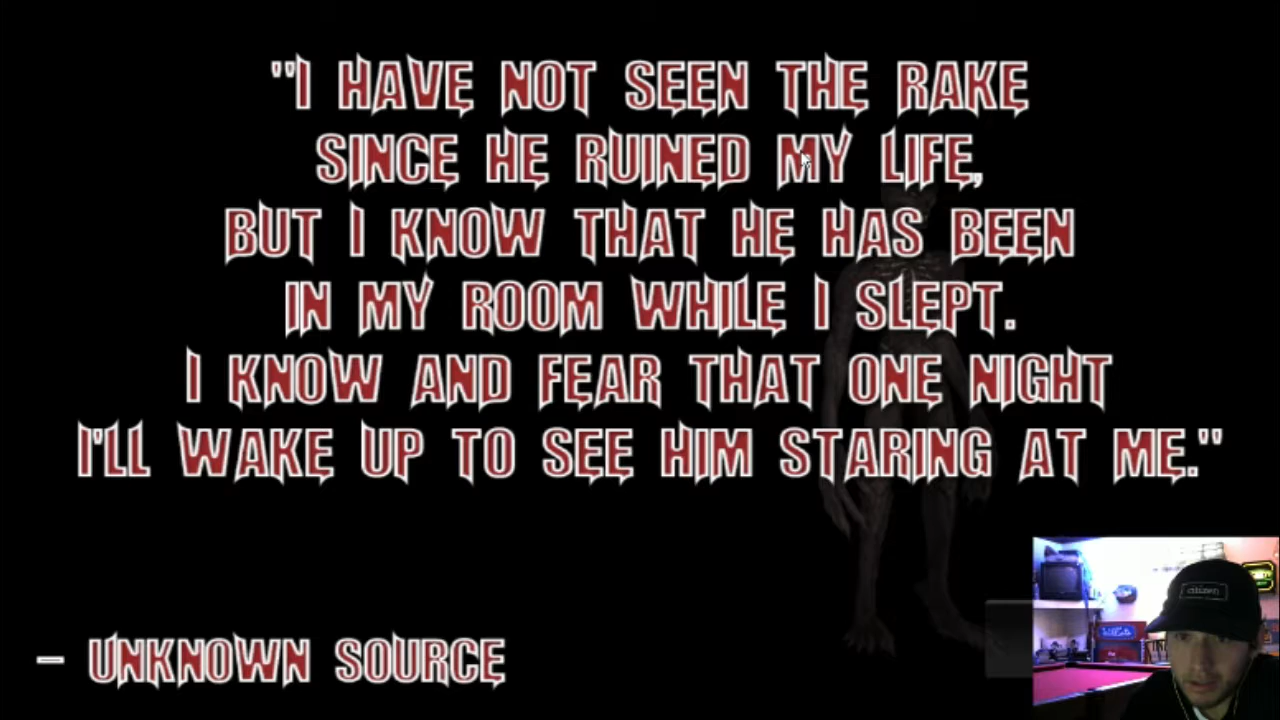 "I HAVE NOT SEEN THE RAKE
SINCE HE RUINED MY LIFE,
BUT I KNOW THAT HE HAS BEEN
IN MY ROOM WHILE I SLEPT.
I KNOW AND FEAR THAT ONE NIGHT
I'LL WAKE UP TO SEE HIM STARING AT ME."
- UNKNOWN SOURCE
citizen